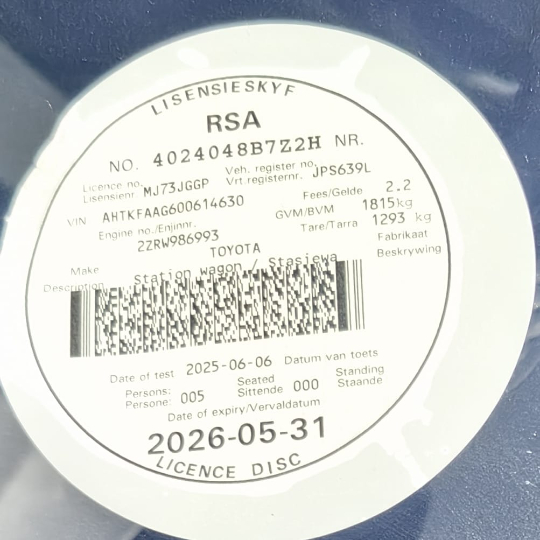 LISENSIESKYF
RSA
NO. 4024048B7Z2H NR.
Licence no. Lisensienr. MJ73JGGP Veh. register no. Vrt.registernr. JPS639L
VIN AHTKFAAG600614630 Fees/Gelde 2.2
Engine no./Enjinnr. 2ZRW986993 GVM/BVM 1815kg
Tare/Tarra 1293 kg
Make TOYOTA Fabrikaat
Description Station wagon / Stasiewa Beskrywing
Date of test 2025-06-06 Datum van toets
Persons: Persone: 005 Seated Sittende 000 Standing Staande
Date of expiry/Vervaldatum
2026-05-31
LICENCE DISC